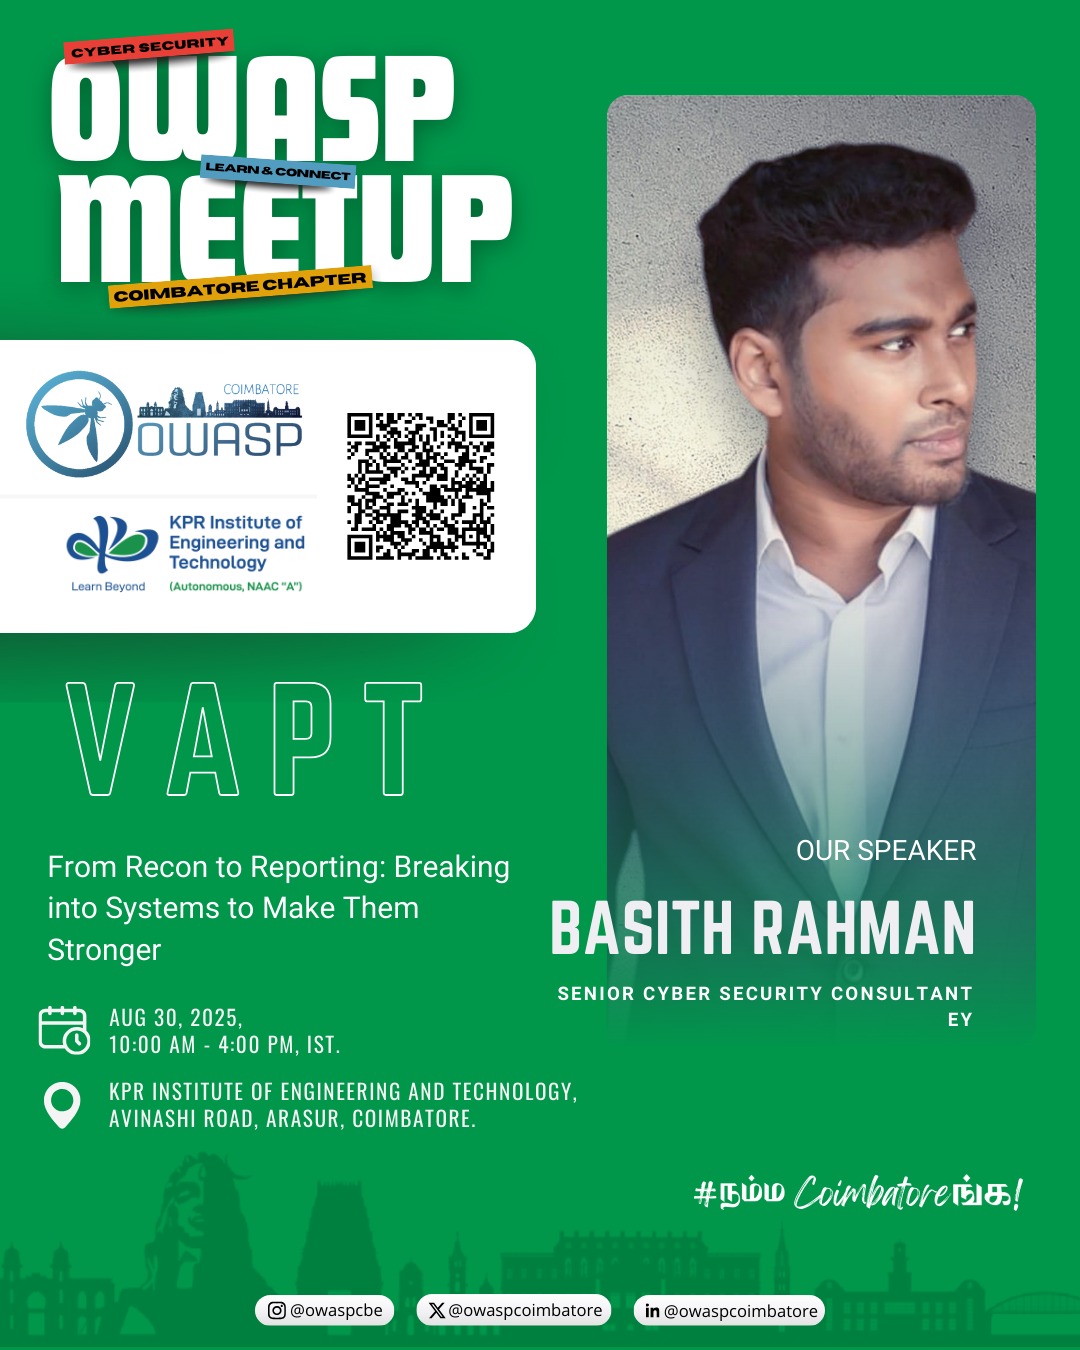 CYBER SECURITY
OWASP
LEARN & CONNECT
MEETUP
COIMBATORE CHAPTER
COIMBATORE
OWASP
KPR Institute of
Engineering and
Technology
Learn Beyond
(Autonomous, NAAC "A")
VAPT
From Recon to Reporting: Breaking
into Systems to Make Them
Stronger
OUR SPEAKER
BASITH RAHMAN
SENIOR CYBER SECURITY CONSULTANT
EY
AUG 30, 2025,
10:00 AM - 4:00 PM, IST.
KPR INSTITUTE OF ENGINEERING AND TECHNOLOGY,
AVINASHI ROAD, ARASUR, COIMBATORE.
#நம்ம Coimbatoreங்க!
@owaspcbe
@owaspcoimbatore
in @owaspcoimbatore